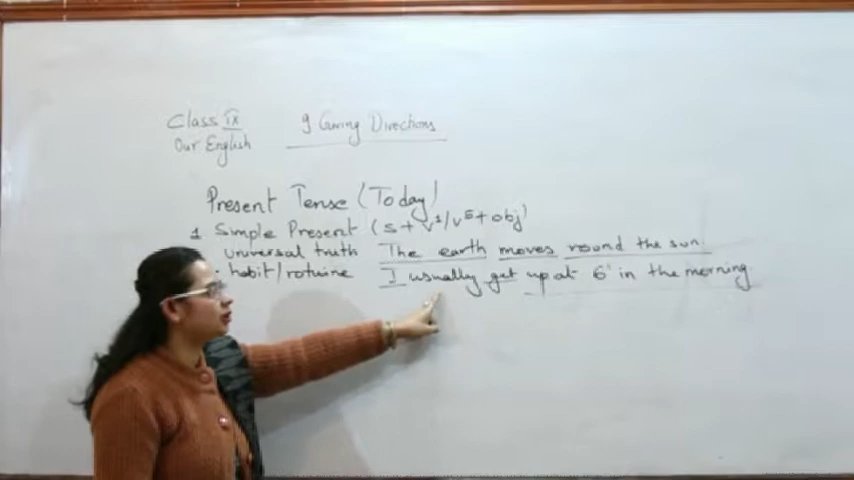 Class IX
Our English
9 Giving Directions
Present Tense (Today)
1 Simple Present (s + v¹/v⁵ + obj)
universal truth The earth moves round the sun.
· habit/rotuine I usually get up at 6' in the morning